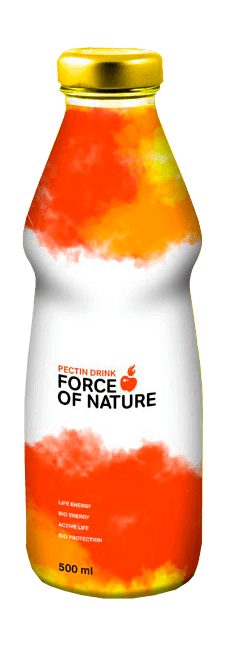 PECTIN DRINK
FORCE
OF NATURE
LIFE ENERGY
BIO ENERGY
ACTIVE LIFE
BIO PROTECTION
500 ml